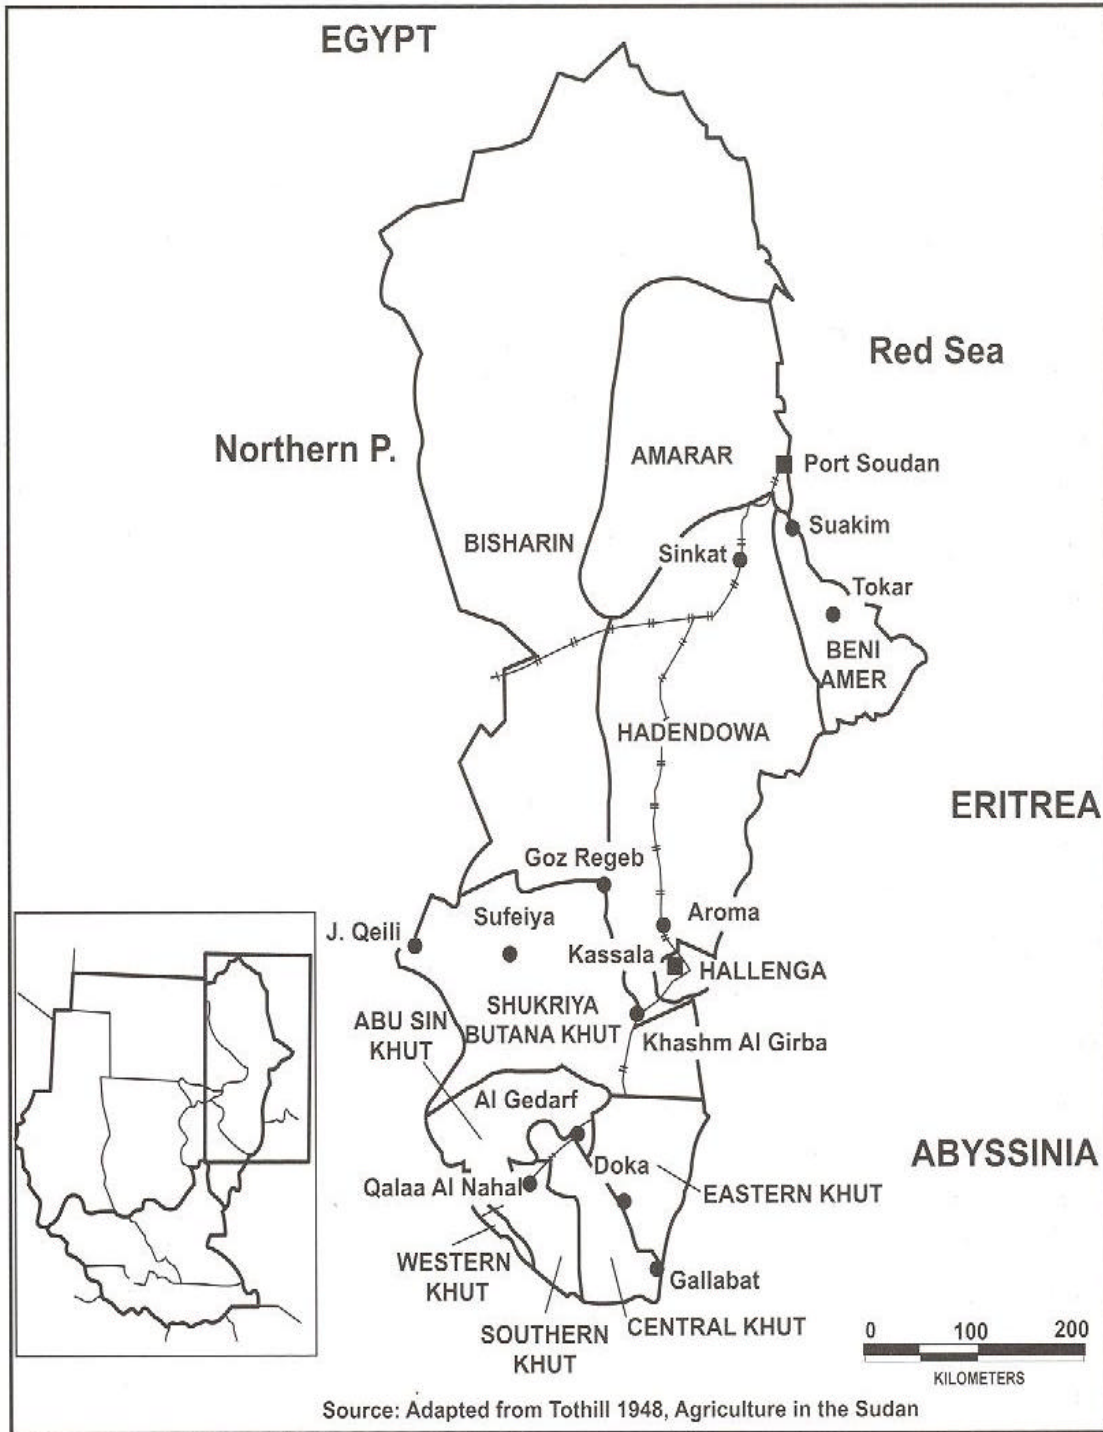 EGYPT
Red Sea
Northern P.
AMARAR
Port Soudan
BISHARIN
Suakim
Sinkat
Tokar
BENI
AMER
HADENDOWA
ERITREA
Goz Regeb
Aroma
Sufeiya
J. Qeili
Kassala
HALLENGA
SHUKRIYA
BUTANA KHUT
ABU SIN
KHUT
Khashm Al Girba
Al Gedarf
ABYSSINIA
Doka
Qalaa Al Nahal
EASTERN KHUT
WESTERN
KHUT
Gallabat
SOUTHERN
KHUT
CENTRAL KHUT
0 100 200
KILOMETERS
Source: Adapted from Tothill 1948, Agriculture in the Sudan